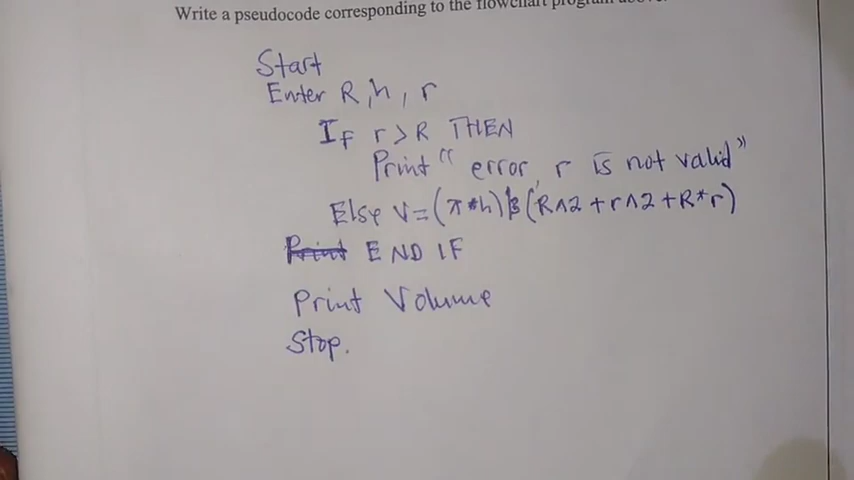 Write a pseudocode corresponding to the flowchart program above.
Start
Enter R, h, r
If r > R THEN
Print " error, r is not valid"
Else V = (π * h) / 3 (R∧2 + r∧2 + R * r)
Print END IF
Print Volume
Stop.